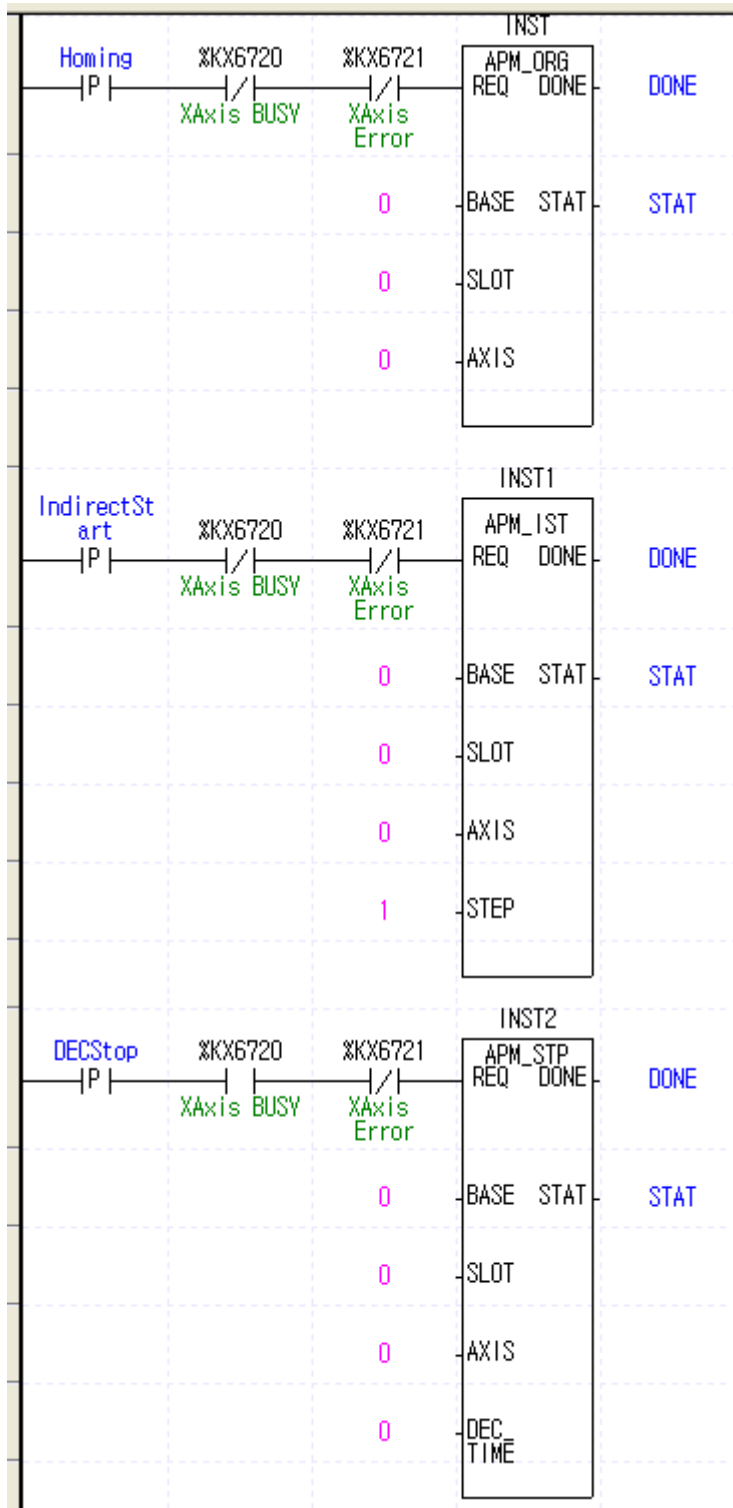 INST
Homing %KX6720 %KX6721 APM_ORG
P REQ DONE DONE
XAxis BUSY XAxis
Error
0 BASE STAT STAT
0 SLOT
0 AXIS
INST1
IndirectSt
art %KX6720 %KX6721 APM_IST
P REQ DONE DONE
XAxis BUSY XAxis
Error
0 BASE STAT STAT
0 SLOT
0 AXIS
1 STEP
INST2
DECStop %KX6720 %KX6721 APM_STP
P REQ DONE DONE
XAxis BUSY XAxis
Error
0 BASE STAT STAT
0 SLOT
0 AXIS
0 DEC_
TIME